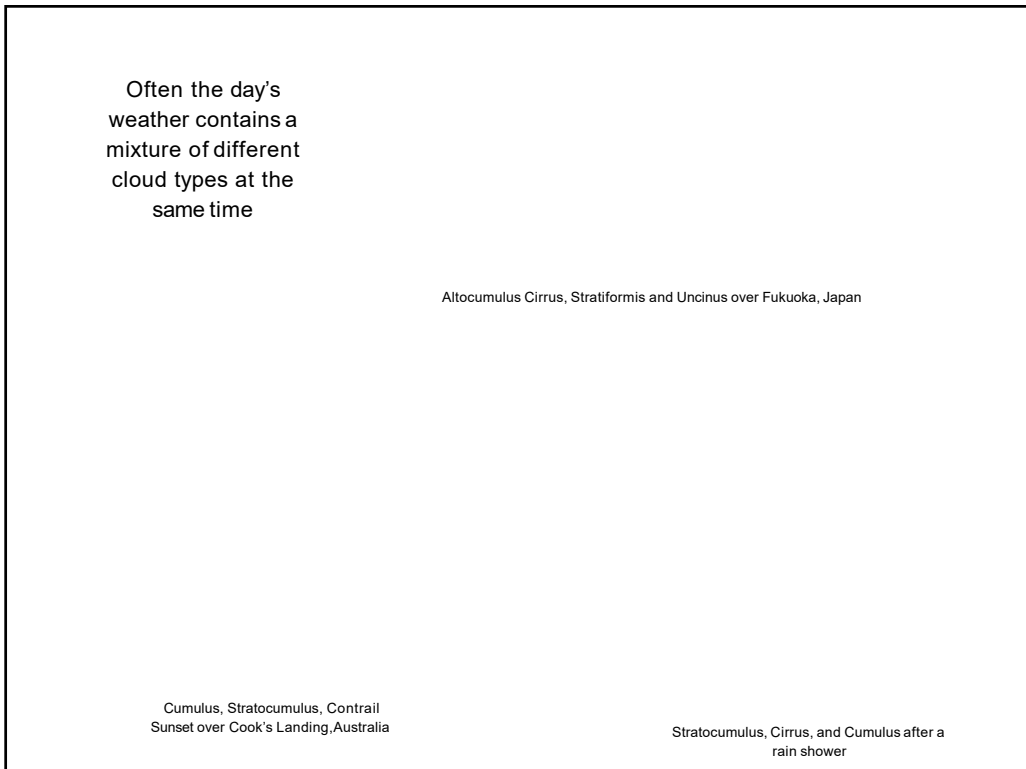 Often the day’s
weather contains a
mixture of different
cloud types at the
same time
Altocumulus Cirrus, Stratiformis and Uncinus over Fukuoka, Japan
Cumulus, Stratocumulus, Contrail
Sunset over Cook’s Landing,Australia
Stratocumulus, Cirrus, and Cumulus after a
rain shower